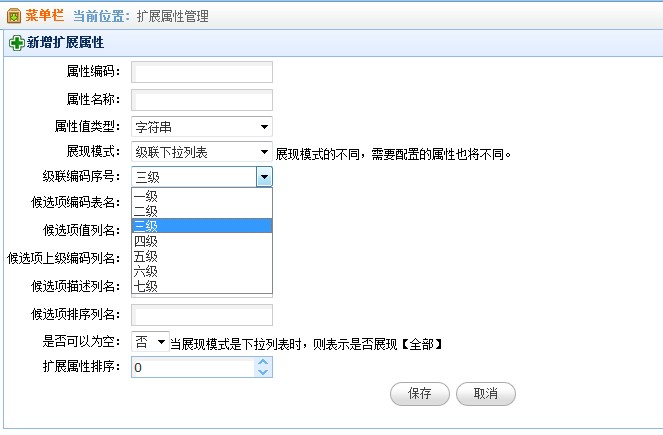 菜单栏 当前位置：扩展属性管理
新增扩展属性
属性编码：
属性名称：
属性值类型： 字符串
展现模式： 级联下拉列表 展现模式的不同，需要配置的属性也将不同。
级联编码序号： 三级
候选项编码表名： 一级
二级
候选项值列名： 三级
四级
候选项上级编码列名： 五级
六级
候选项描述列名： 七级
候选项排序列名：
是否可以为空： 否 当展现模式是下拉列表时，则表示是否展现【全部】
扩展属性排序： 0
保存 取消